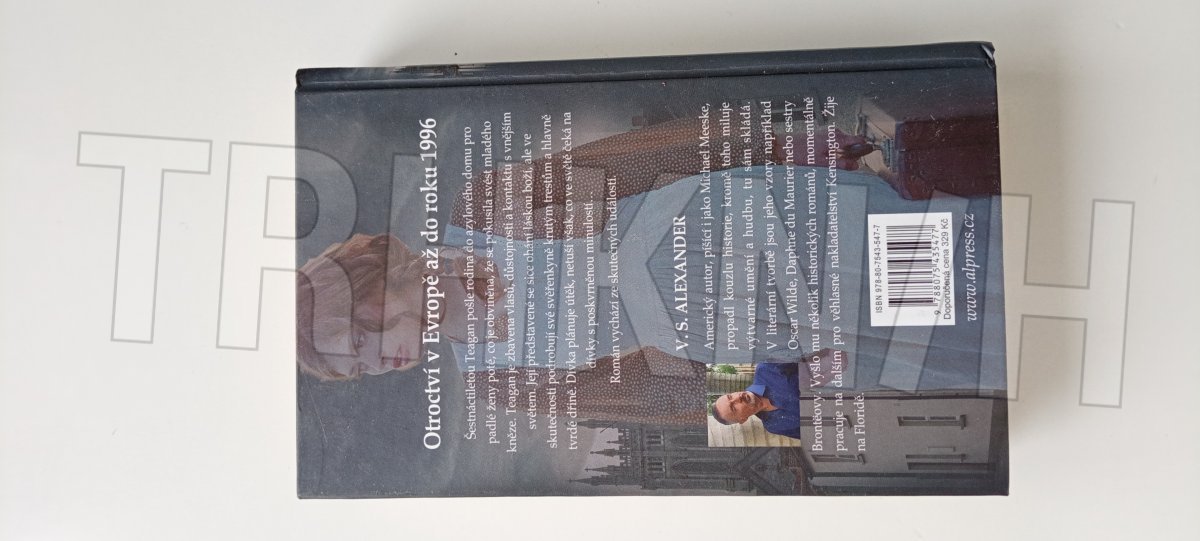 Otroctví v Evropě až do roku 1996
Šestnáctiletou Teagan pošle rodina do azylového domu pro
padlé ženy poté, co je obviněna, že se pokusila svést mladého
kněze. Teagan je zbavena vlasů, důstojnosti a kontaktu s vnějším
světem. Její představené se sice ohání láskou boží, ale ve
skutečnosti podrobují své svěřenkyně krutým trestům a hlavně
tvrdé dřině. Dívka plánuje útěk, netuší však, co ve světě čeká na
dívky s poskvrněnou minulostí…
Román vychází ze skutečných událostí.
V. S. ALEXANDER
Americký autor, píšící i jako Michael Meeske,
propadl kouzlu historie, kromě toho miluje
výtvarné umění a hudbu, tu sám skládá.
V literární tvorbě jsou jeho vzory například
Oscar Wilde, Daphne du Maurier nebo sestry
Brontëovy. Vyšlo mu několik historických románů, momentálně
pracuje na dalším pro věhlasné nakladatelství Kensington. Žije
na Floridě.
ISBN 978-80-7543-547-7
9 788075 435477
Doporučená cena 329 Kč
www.alpress.cz